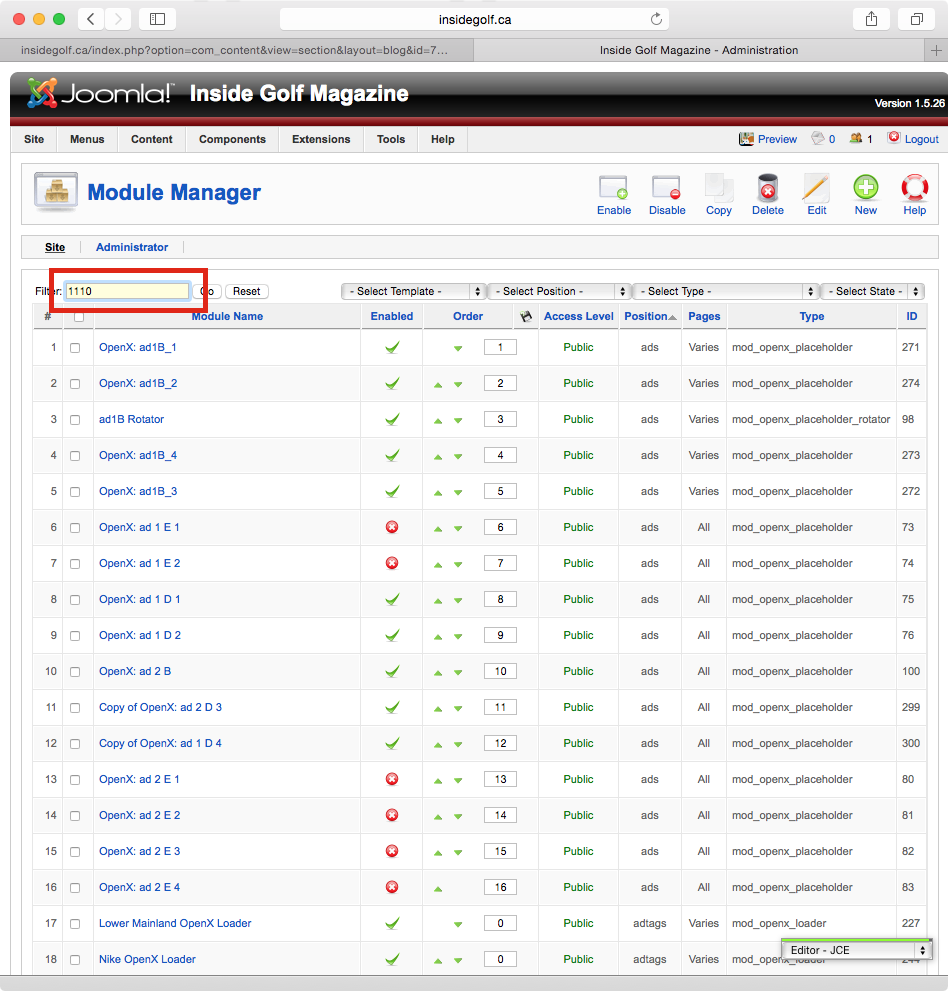 insidegolf.ca
insidegolf.ca/index.php?option=com_content&view=section&layout=blog&id=7... Inside Golf Magazine - Administration
Joomla!™ Inside Golf Magazine
Version 1.5.26
Site Menus Content Components Extensions Tools Help Preview 0 1 Logout
Module Manager
Enable Disable Copy Delete Edit New Help
Site Administrator
Filter: 1110 Go Reset - Select Template - - Select Position - - Select Type - - Select State -
# Module Name Enabled Order Access Level Position Pages Type ID
1 OpenX: ad1B_1 1 Public ads Varies mod_openx_placeholder 271
2 OpenX: ad1B_2 2 Public ads Varies mod_openx_placeholder 274
3 ad1B Rotator 3 Public ads Varies mod_openx_placeholder_rotator 98
4 OpenX: ad1B_4 4 Public ads Varies mod_openx_placeholder 273
5 OpenX: ad1B_3 5 Public ads Varies mod_openx_placeholder 272
6 OpenX: ad 1 E 1 6 Public ads All mod_openx_placeholder 73
7 OpenX: ad 1 E 2 7 Public ads All mod_openx_placeholder 74
8 OpenX: ad 1 D 1 8 Public ads All mod_openx_placeholder 75
9 OpenX: ad 1 D 2 9 Public ads All mod_openx_placeholder 76
10 OpenX: ad 2 B 10 Public ads All mod_openx_placeholder 100
11 Copy of OpenX: ad 2 D 3 11 Public ads All mod_openx_placeholder 299
12 Copy of OpenX: ad 1 D 4 12 Public ads All mod_openx_placeholder 300
13 OpenX: ad 2 E 1 13 Public ads All mod_openx_placeholder 80
14 OpenX: ad 2 E 2 14 Public ads All mod_openx_placeholder 81
15 OpenX: ad 2 E 3 15 Public ads All mod_openx_placeholder 82
16 OpenX: ad 2 E 4 16 Public ads All mod_openx_placeholder 83
17 Lower Mainland OpenX Loader 0 Public adtags Varies mod_openx_loader 227
Editor - JCE
18 Nike OpenX Loader 0 Public adtags Varies mod_openx_loader 244